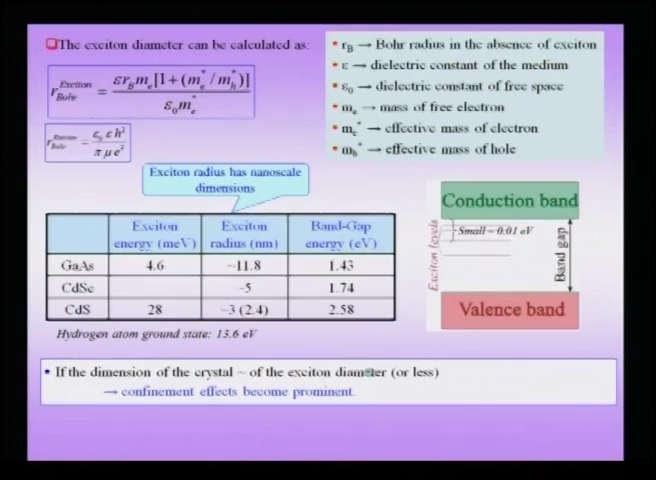 The exciton diameter can be calculated as:
r_Bohr^Exciton = ε r_B m_e [1 + (m_e^* / m_h^*)] / ε_0 m_e^*
r_Bohr^Exciton = ε_0 ε h^2 / π μ e^2
• r_B → Bohr radius in the absence of exciton
• ε → dielectric constant of the medium
• ε_0 → dielectric constant of free space
• m_e → mass of free electron
• m_e^* → effective mass of electron
• m_h^* → effective mass of hole
Exciton radius has nanoscale
dimensions
Exciton energy (meV) Exciton radius (nm) Band-Gap energy (eV)
GaAs 4.6 ~11.8 1.43
CdSe ~5 1.74
CdS 28 ~3 (2.4) 2.58
Hydrogen atom ground state: 13.6 eV
Conduction band
Exciton levels
Small ~ 0.01 eV
Band gap
Valence band
• If the dimension of the crystal ~ of the exciton diameter (or less)
→ confinement effects become prominent.